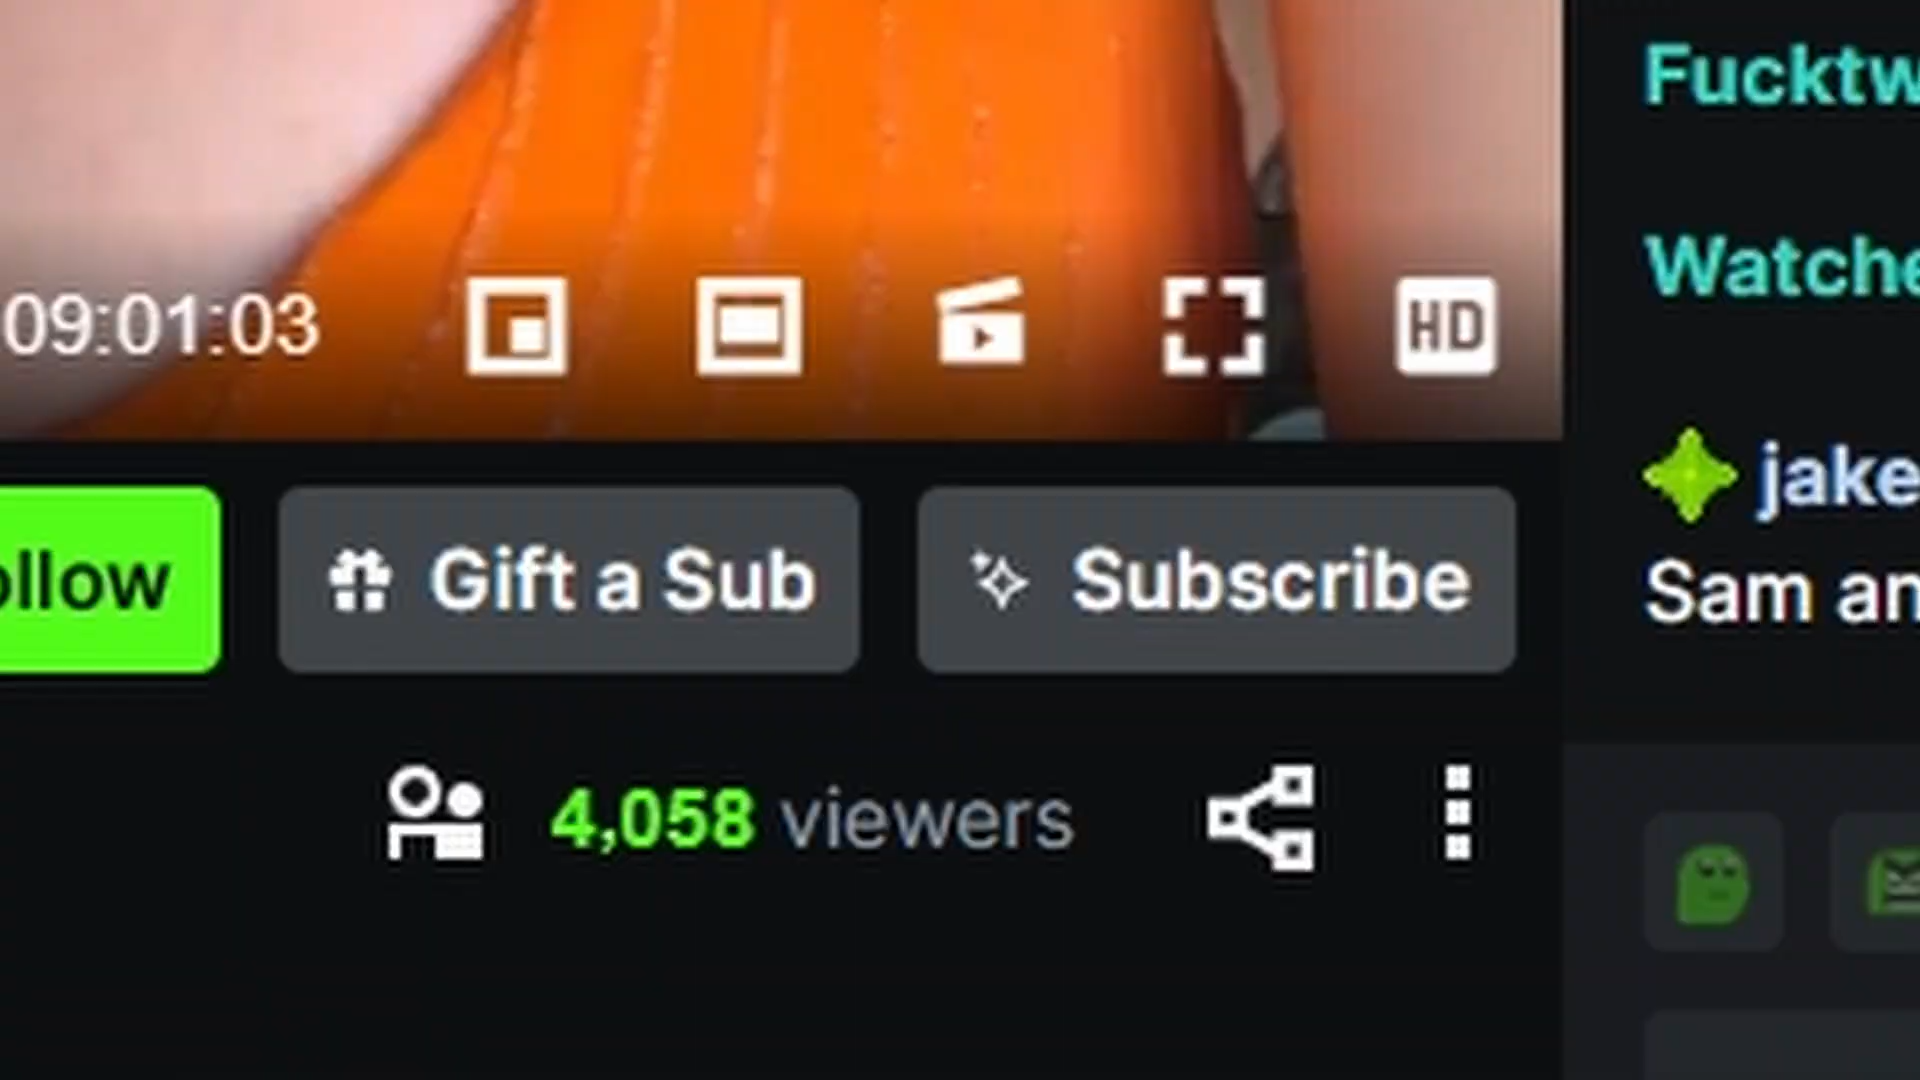 09:01:03
HD
ollow
Gift a Sub
Subscribe
4,058 viewers
Fucktw
Watche
jake
Sam an